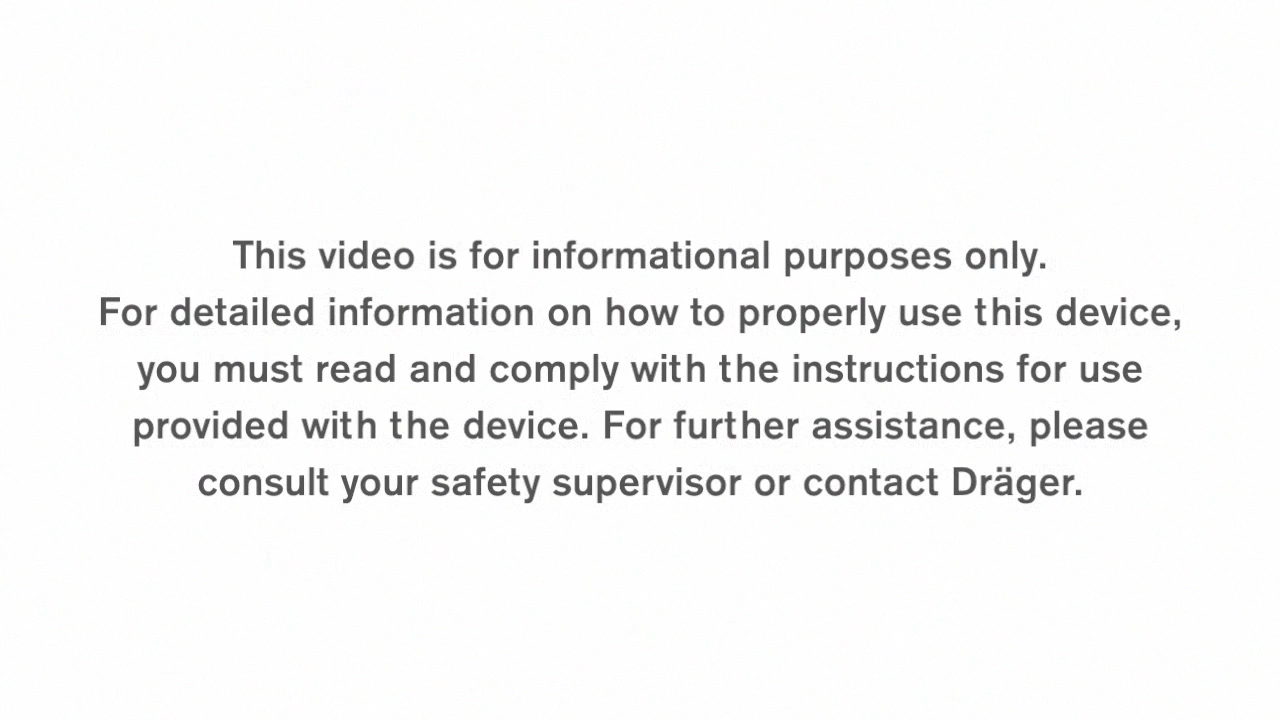 This video is for informational purposes only.
For detailed information on how to properly use this device,
you must read and comply with the instructions for use
provided with the device. For further assistance, please
consult your safety supervisor or contact Dräger.